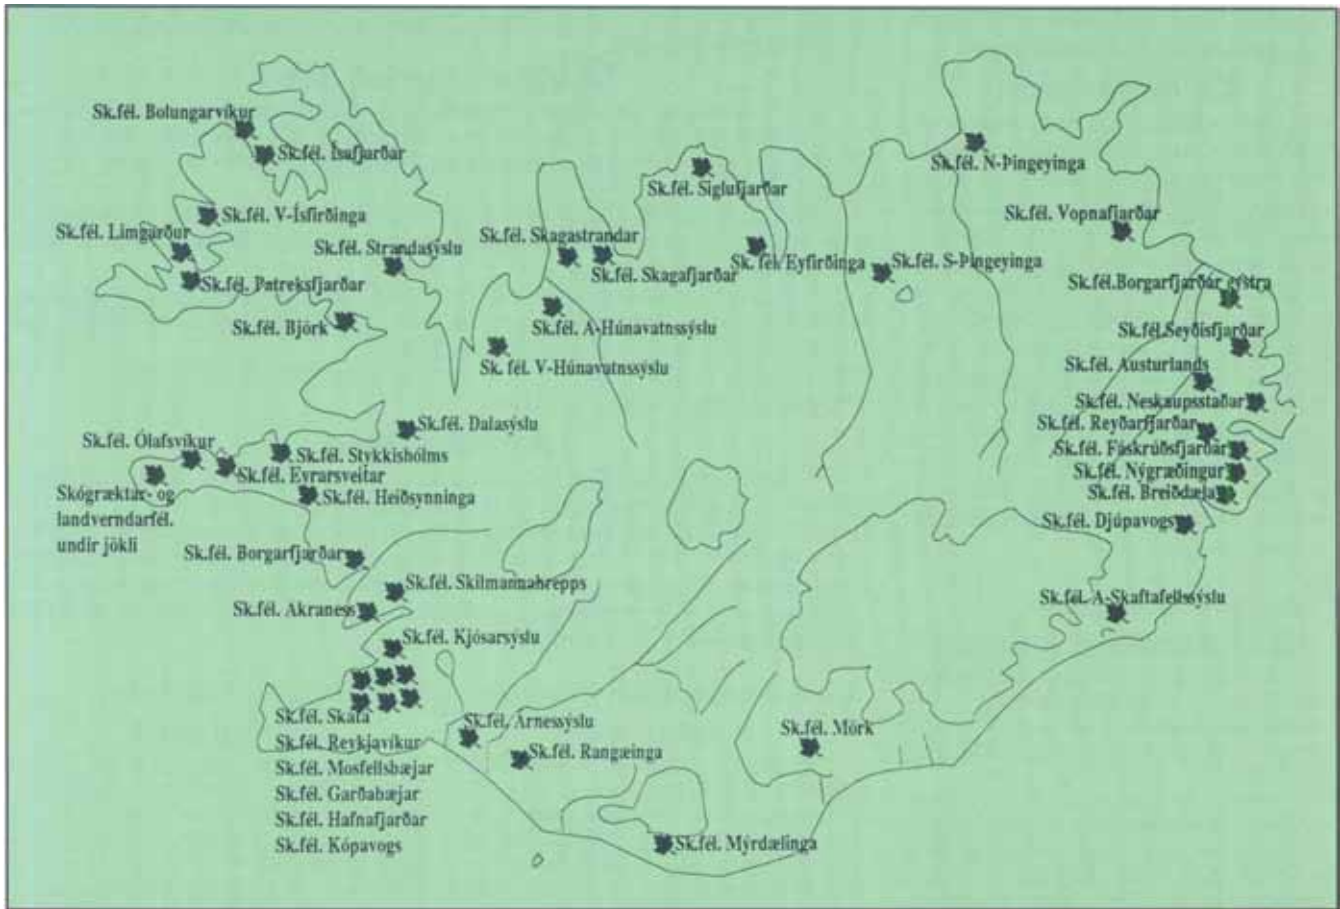 Sk.fél. Bolungarvíkur
Sk.fél. Ísafjarðar
Sk.fél. V-Ísfirðinga
Sk.fél. Limgarður
Sk.fél. Patreksfjarðar
Sk.fél. Strandasýslu
Sk.fél. Björk
Sk.fél. Skagastrandar
Sk.fél. Skagafjarðar
Sk.fél. Siglufjarðar
Sk. fél. Eyfirðinga
Sk.fél. S-Þingeyinga
Sk.fél. N-Þingeyinga
Sk.fél. A-Húnavatnssýslu
Sk. fél. V-Húnavatnssýslu
Sk.fél. Vopnafjarðar
Sk.fél.Borgarfjarðar eystra
Sk.fél.Seyðisfjarðar
Sk.fél. Austurlands
Sk.fél. Neskaupsstaðar
Sk.fél. Reyðarfjarðar
Sk.fél. Fáskrúðsfjarðar
Sk.fél. Nýgræðingur
Sk.fél. Breiðdæla
Sk.fél. Djúpavogs
Sk.fél. A-Skaftafellssýslu
Sk.fél. Dalasýslu
Sk.fél. Ólafsvíkur
Sk.fél. Stykkishólms
Sk.fél. Eyrarsveitar
Sk.fél. Heiðsynninga
Skógræktar- og
landverndarfél.
undir jökli
Sk.fél. Borgarfjarðar
Sk.fél. Skilmannahrepps
Sk.fél. Akraness
Sk.fél. Kjósarsýslu
Sk.fél. Skáta
Sk.fél. Reykjavíkur
Sk.fél. Mosfellsbæjar
Sk.fél. Garðabæjar
Sk.fél. Hafnafjarðar
Sk.fél. Kópavogs
Sk.fél. Árnessýslu
Sk.fél. Rangæinga
Sk.fél. Mörk
Sk.fél. Mýrdælinga